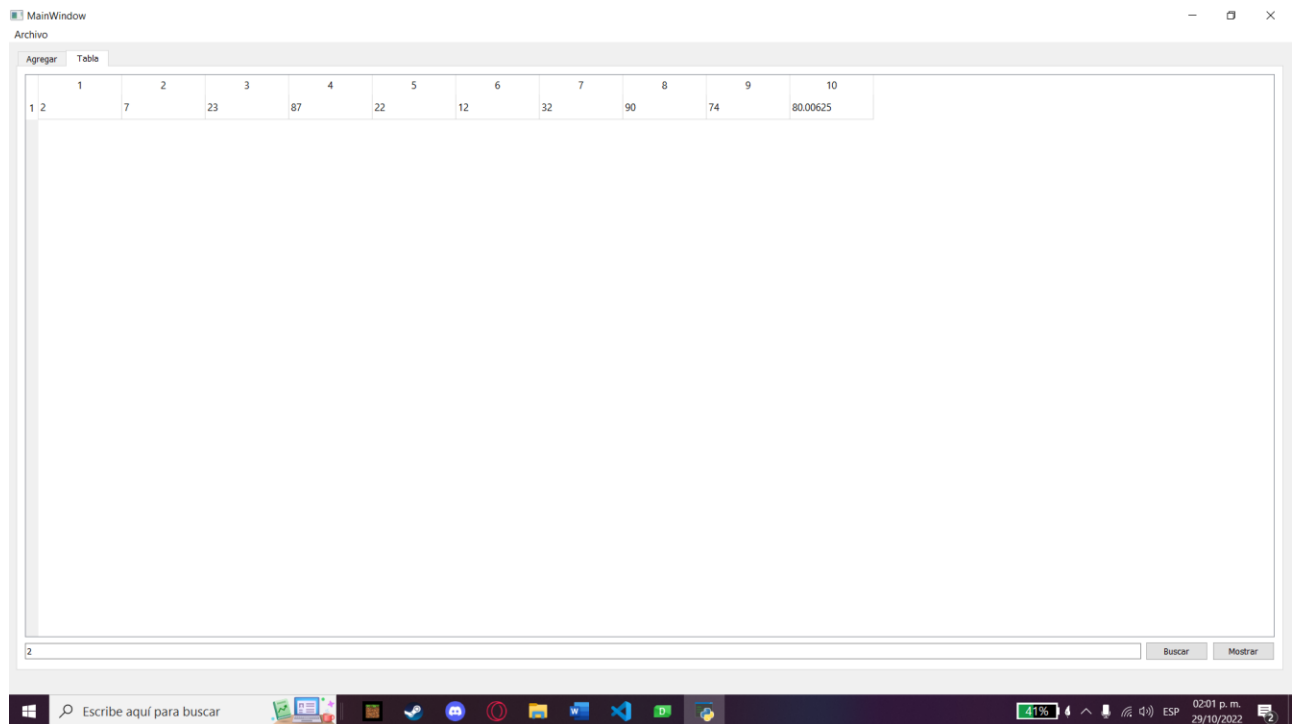 MainWindow
Archivo
Agregar Tabla
1 2 3 4 5 6 7 8 9 10
1 2 7 23 87 22 12 32 90 74 80.00625
2 Buscar Mostrar
Escribe aquí para buscar W D 41% ESP 02:01 p. m.
29/10/2022 2